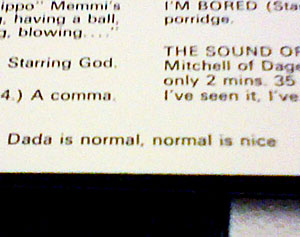 ippo" Memmi's
, having a ball,
g, blowing...."
Starring God.
4.) A comma.
I'M BORED (Sta
porridge.
THE SOUND OF
Mitchell of Dage
only 2 mins. 35
I've seen it, I've
Dada is normal, normal is nice